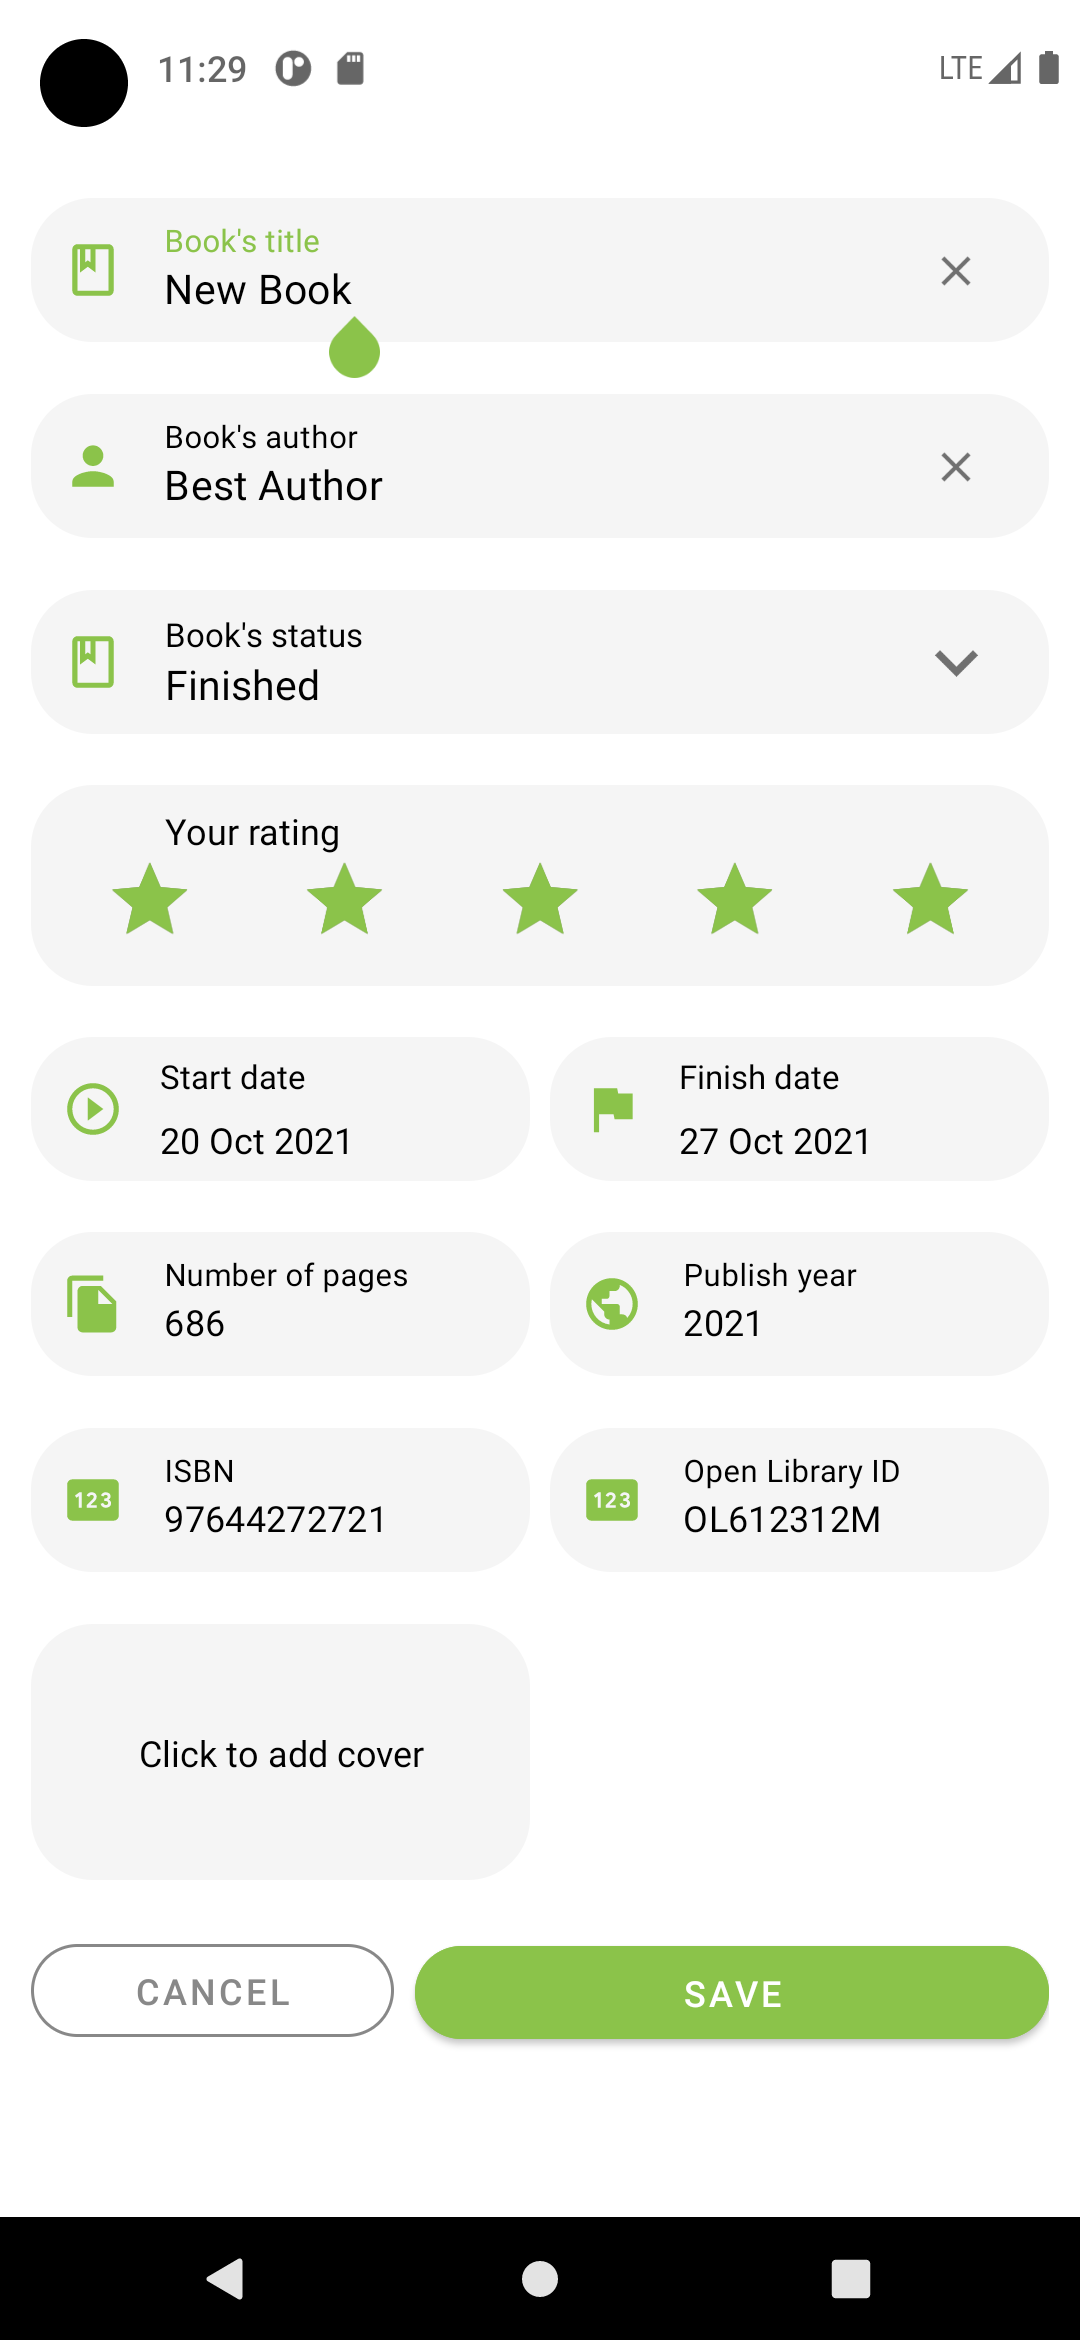 11:29
LTE
Book's title
New Book
Book's author
Best Author
Book's status
Finished
Your rating
Start date
20 Oct 2021
Finish date
27 Oct 2021
Number of pages
686
Publish year
2021
123
ISBN
97644272721
123
Open Library ID
OL612312M
Click to add cover
CANCEL
SAVE